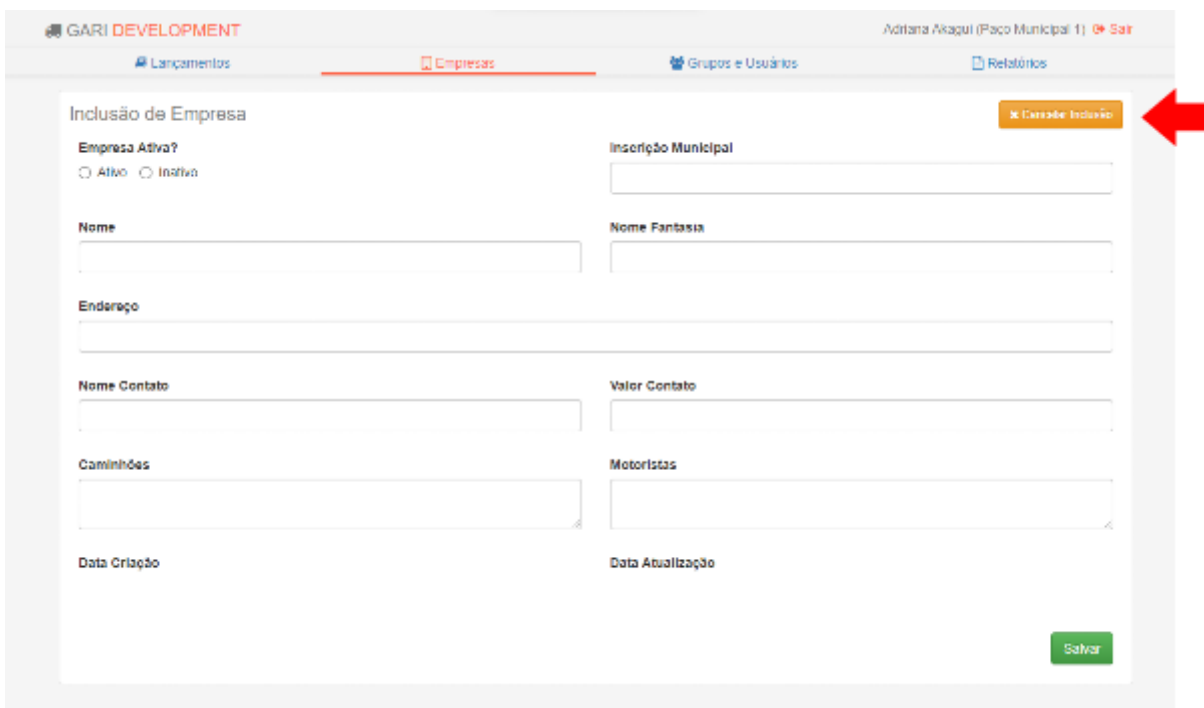 GARI DEVELOPMENT
Adriana Akagui (Paço Municipal 1) Sair
Lançamentos Empresas Grupos e Usuários Relatórios
Inclusão de Empresa
Cancelar Inclusão
Empresa Ativa? Inscrição Municipal
Ativo Inativo
Nome Nome Fantasia
Endereço
Nome Contato Valor Contato
Caminhões Motoristas
Data Criação Data Atualização
Salvar